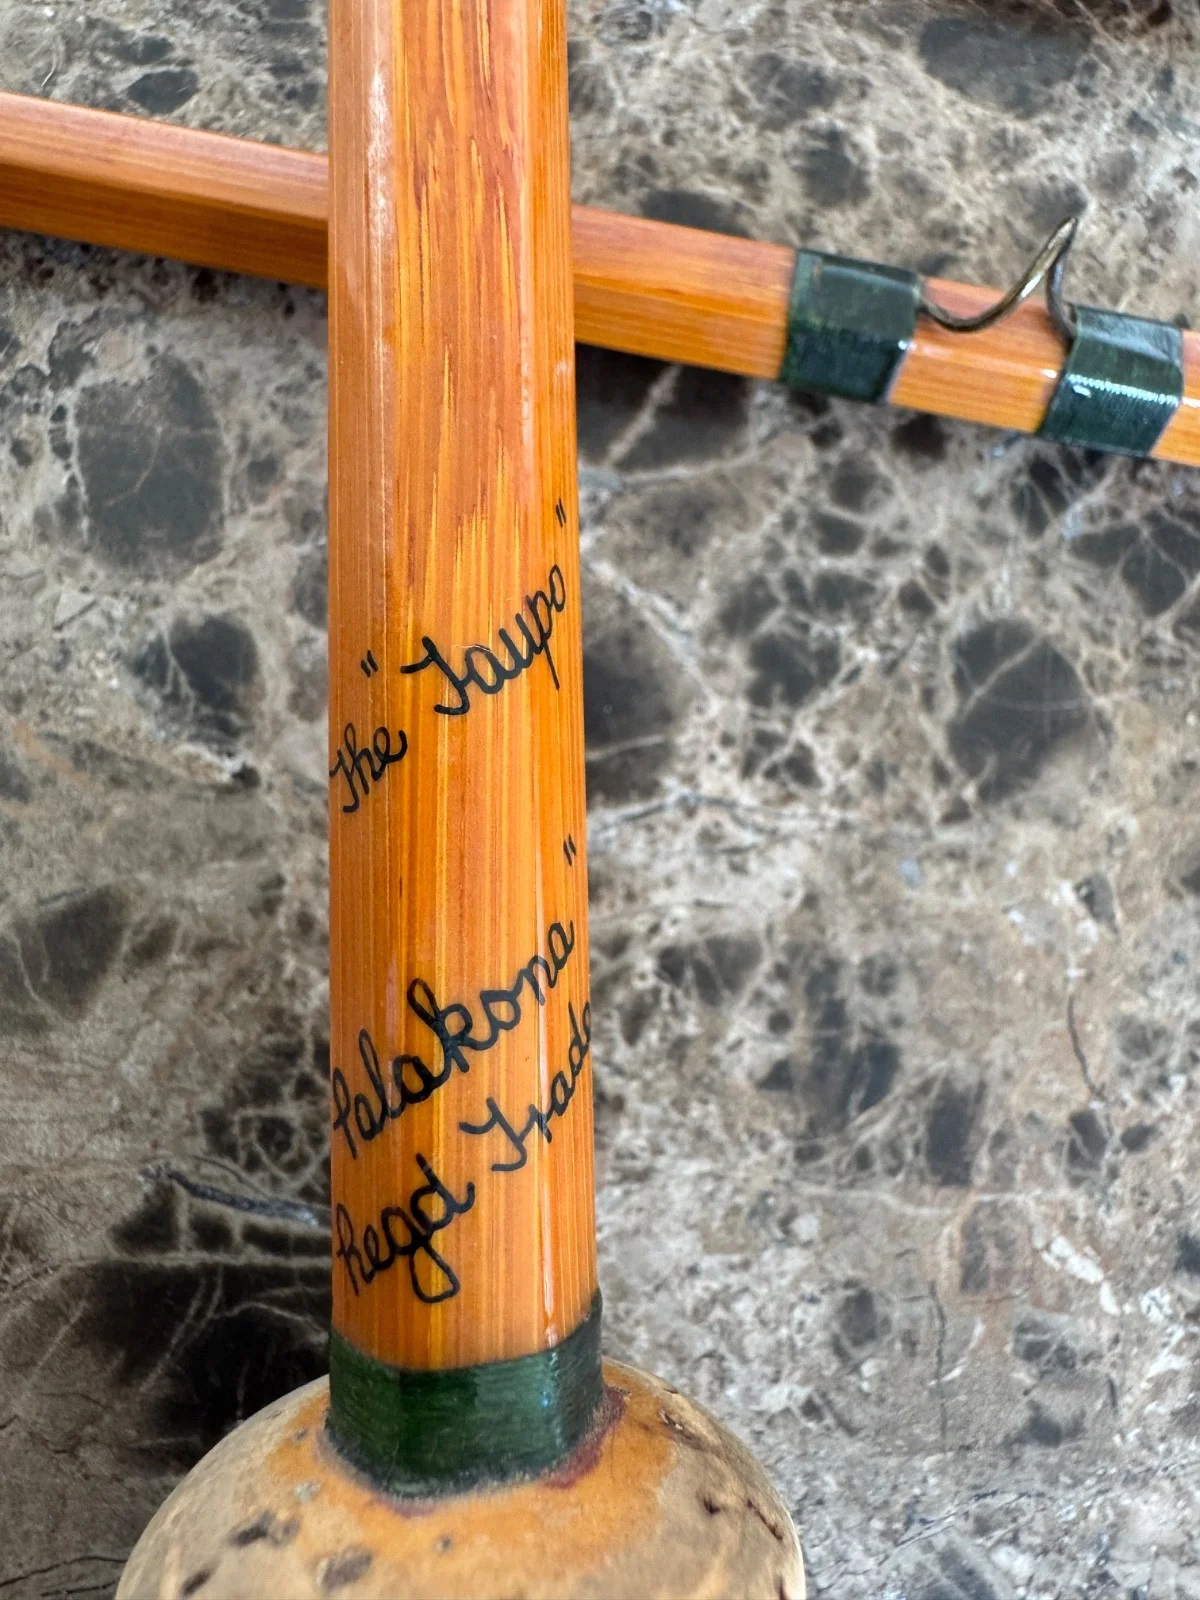 The "Taupo"
Palakona"
Regd Trade